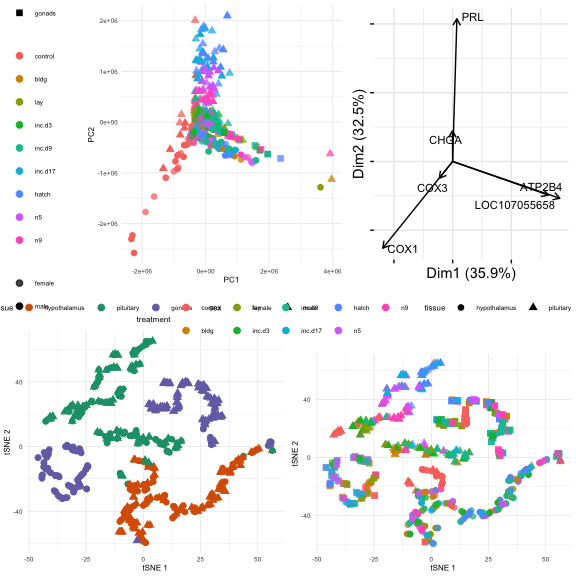 gonads
control
bldg
lay
inc.d3
inc.d9
inc.d17
hatch
n5
n9
female
male
PC2
2e+06
1e+06
0e+00
-1e+06
-2e+06
-2e+06 0e+00 2e+06 4e+06
PC1
Dim2 (32.5%)
PRL
CHGA
COX3
ATP2B4
LOC107055658
COX1
Dim1 (35.9%)
sue hypothalamus pituitary gonads
treatment
sex female male
control lay inc.d9 hatch n9
bldg inc.d3 inc.d17 n5
tissue hypothalamus pituitary
tSNE 2
40
0
-40
-50 -25 0 25 50
tSNE 1
tSNE 2
40
0
-40
-50 -25 0 25 50
tSNE 1